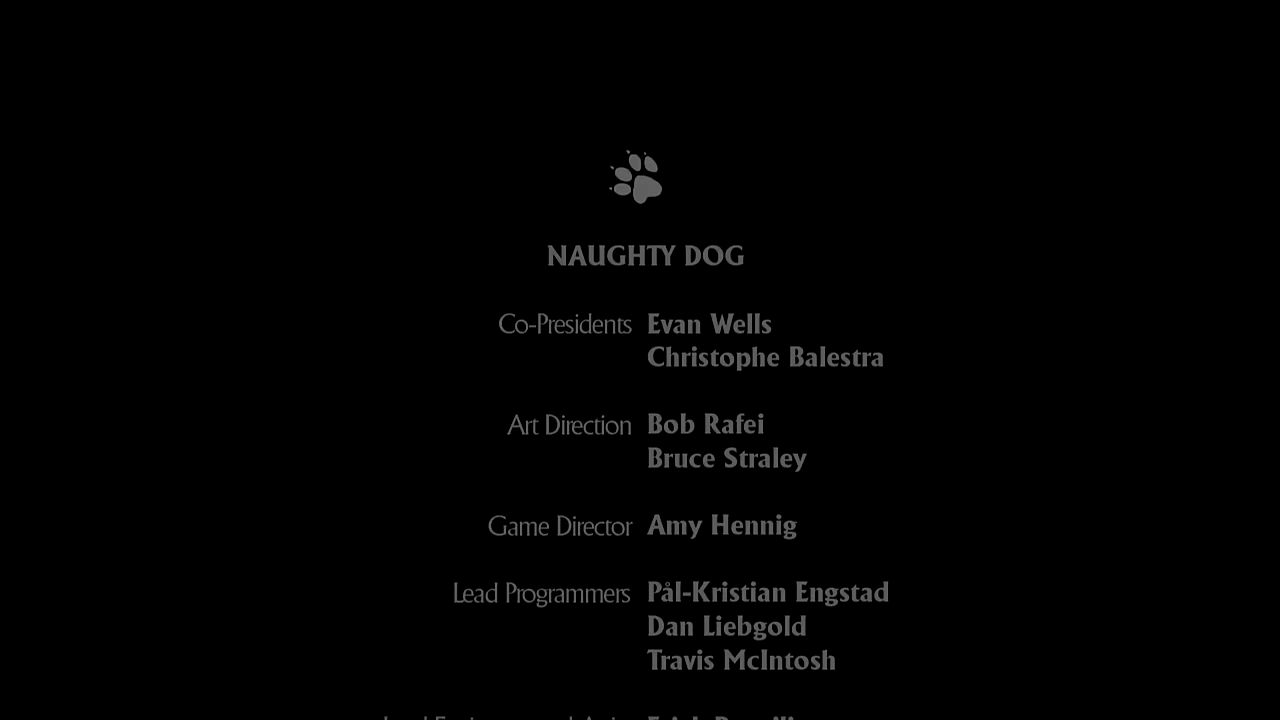 NAUGHTY DOG
Co-Presidents Evan Wells
Christophe Balestra
Art Direction Bob Rafei
Bruce Straley
Game Director Amy Hennig
Lead Programmers Pål-Kristian Engstad
Dan Liebgold
Travis McIntosh